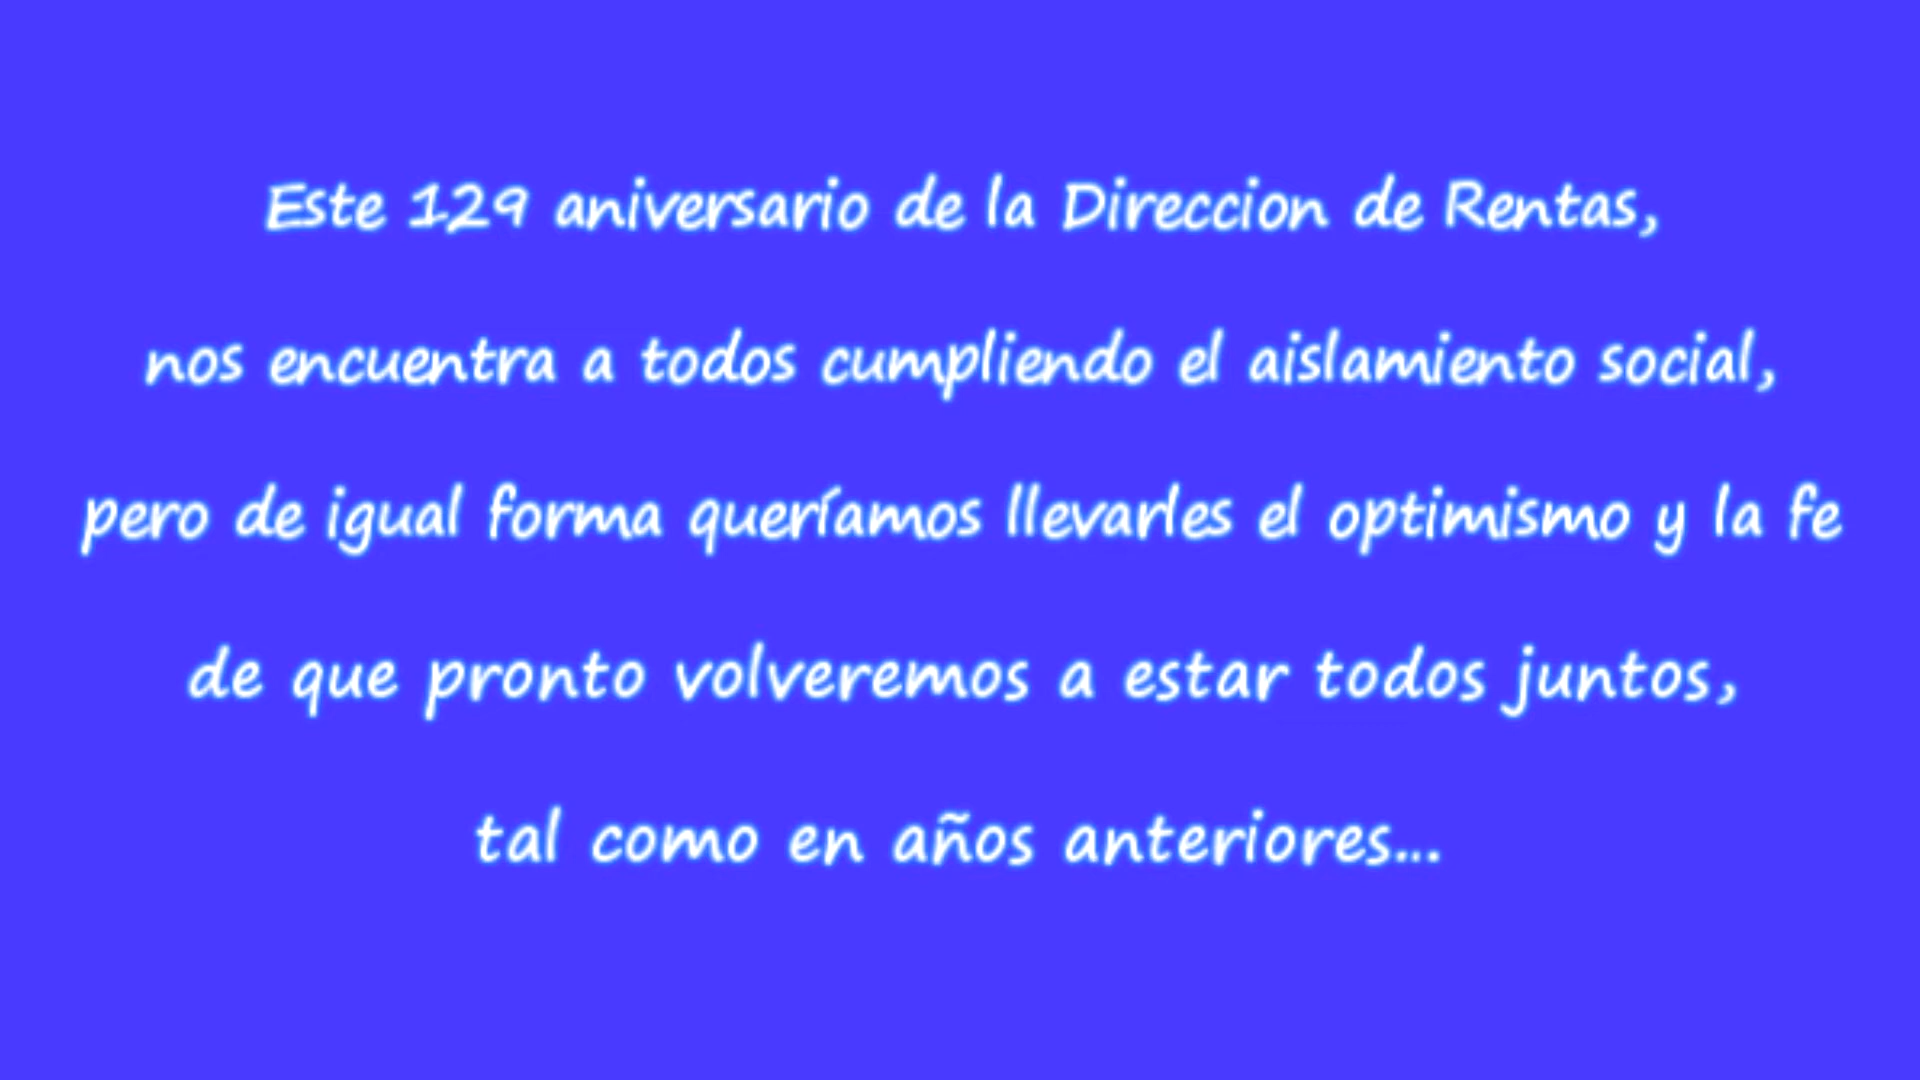 Este 129 aniversario de la Direccion de Rentas,
nos encuentra a todos cumpliendo el aislamiento social,
pero de igual forma queríamos llevarles el optimismo y la fe
de que pronto volveremos a estar todos juntos,
tal como en años anteriores...